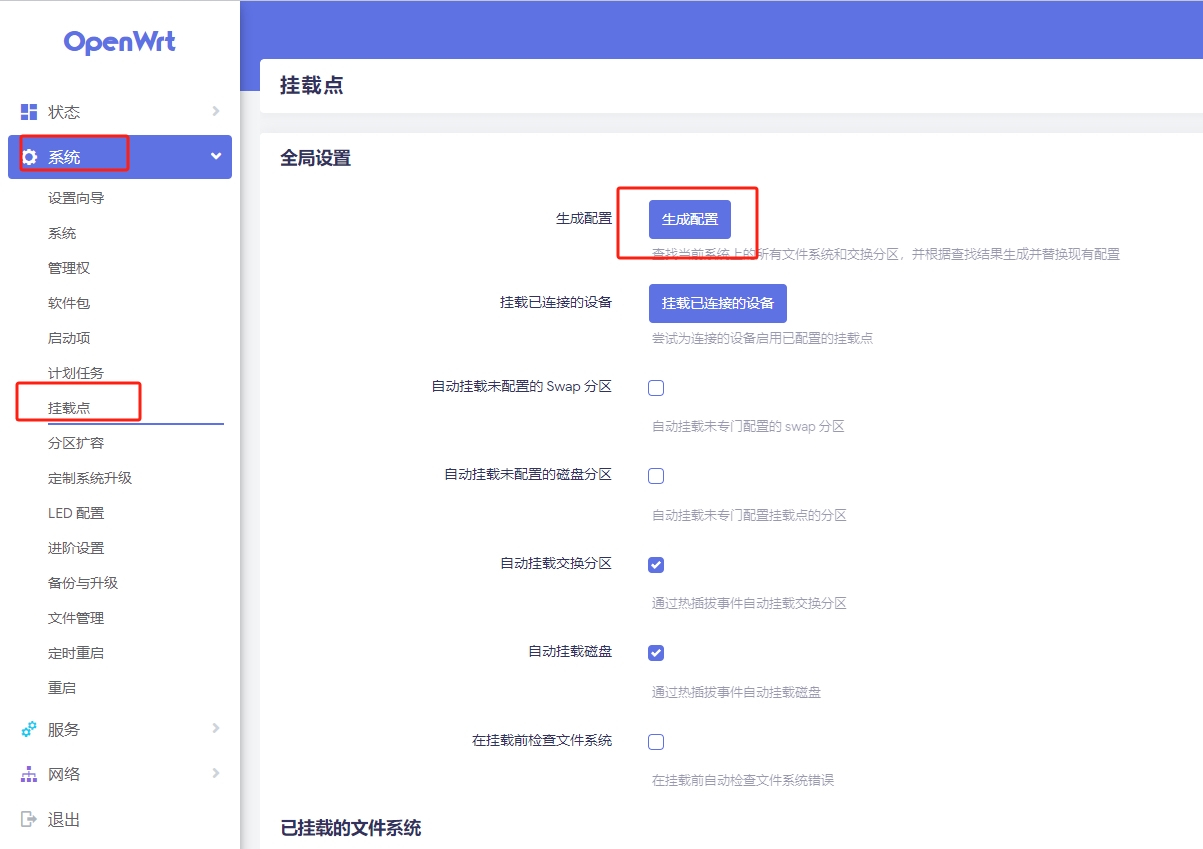 OpenWrt
状态
系统
设置向导
系统
管理权
软件包
启动项
计划任务
挂载点
分区扩容
定制系统升级
LED 配置
进阶设置
备份与升级
文件管理
定时重启
重启
服务
网络
退出
挂载点
全局设置
生成配置
生成配置
查找当前系统上的所有文件系统和交换分区，并根据查找结果生成并替换现有配置
挂载已连接的设备
挂载已连接的设备
尝试为连接的设备启用已配置的挂载点
自动挂载未配置的 Swap 分区
自动挂载未专门配置的 swap 分区
自动挂载未配置的磁盘分区
自动挂载未专门配置挂载点的分区
自动挂载交换分区
通过热插拔事件自动挂载交换分区
自动挂载磁盘
通过热插拔事件自动挂载磁盘
在挂载前检查文件系统
在挂载前自动检查文件系统错误
已挂载的文件系统